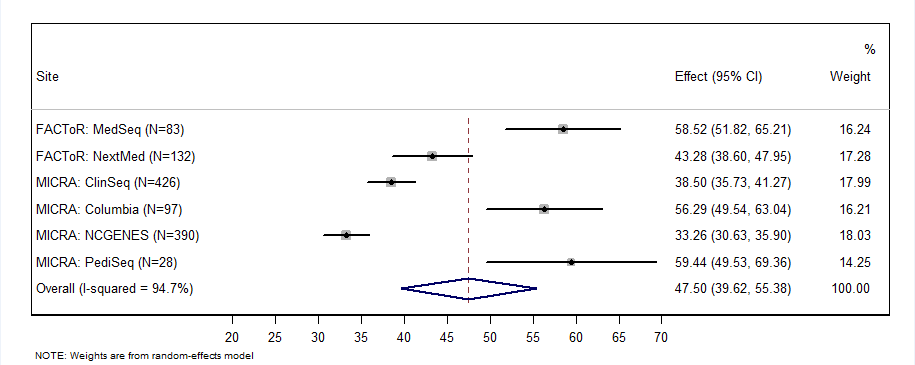 %
Site Effect (95% CI) Weight
FACToR: MedSeq (N=83) 58.52 (51.82, 65.21) 16.24
FACToR: NextMed (N=132) 43.28 (38.60, 47.95) 17.28
MICRA: ClinSeq (N=426) 38.50 (35.73, 41.27) 17.99
MICRA: Columbia (N=97) 56.29 (49.54, 63.04) 16.21
MICRA: NCGENES (N=390) 33.26 (30.63, 35.90) 18.03
MICRA: PediSeq (N=28) 59.44 (49.53, 69.36) 14.25
Overall (I-squared = 94.7%) 47.50 (39.62, 55.38) 100.00
20 25 30 35 40 45 50 55 60 65 70
NOTE: Weights are from random-effects model